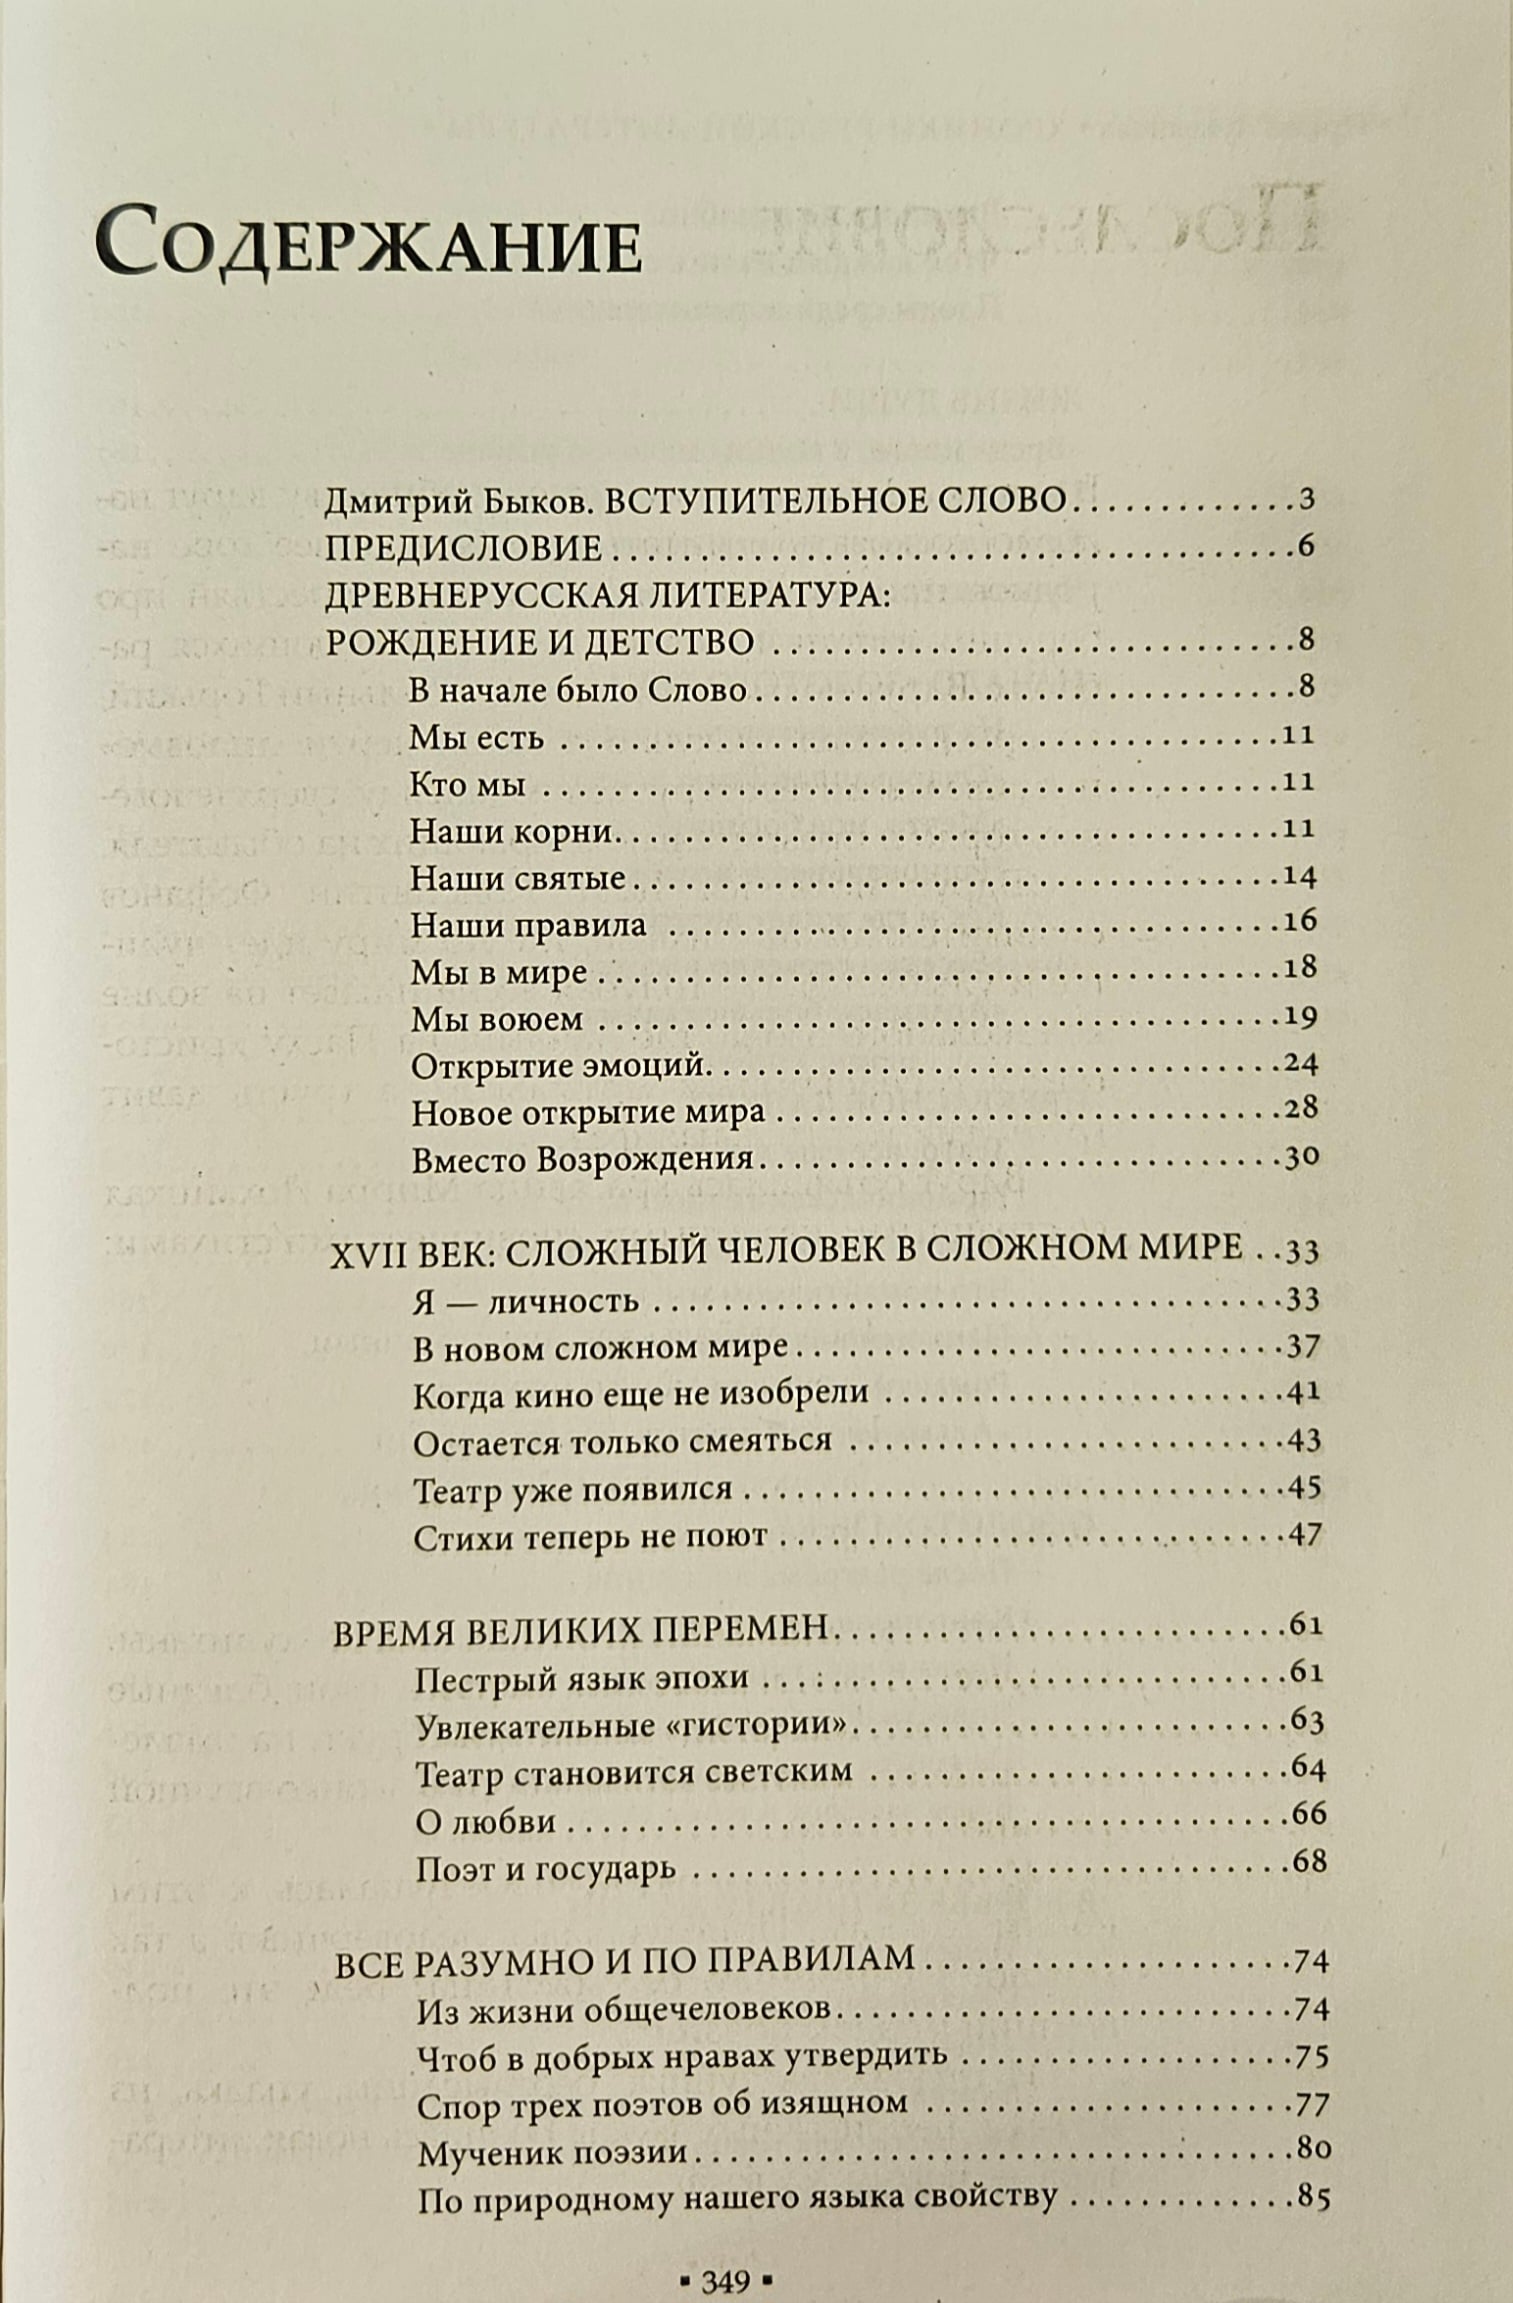 Содержание
Дмитрий Быков. ВСТУПИТЕЛЬНОЕ СЛОВО. . . . . . . . . . . . .3
ПРЕДИСЛОВИЕ . . . . . . . . . . . . . . . . . . . . . . . . . . . . . . . . . . . . . . .6
ДРЕВНЕРУССКАЯ ЛИТЕРАТУРА:
РОЖДЕНИЕ И ДЕТСТВО . . . . . . . . . . . . . . . . . . . . . . . . . . . . . .8
В начале было Слово . . . . . . . . . . . . . . . . . . . . . . . . . . . . . . .8
Мы есть . . . . . . . . . . . . . . . . . . . . . . . . . . . . . . . . . . . . . . . . .11
Кто мы . . . . . . . . . . . . . . . . . . . . . . . . . . . . . . . . . . . . . . . . . .11
Наши корни. . . . . . . . . . . . . . . . . . . . . . . . . . . . . . . . . . . . . .11
Наши святые . . . . . . . . . . . . . . . . . . . . . . . . . . . . . . . . . . . . .14
Наши правила . . . . . . . . . . . . . . . . . . . . . . . . . . . . . . . . . . .16
Мы в мире . . . . . . . . . . . . . . . . . . . . . . . . . . . . . . . . . . . . . . .18
Мы воюем . . . . . . . . . . . . . . . . . . . . . . . . . . . . . . . . . . . . . . .19
Открытие эмоций. . . . . . . . . . . . . . . . . . . . . . . . . . . . . . . . .24
Новое открытие мира . . . . . . . . . . . . . . . . . . . . . . . . . . . . .28
Вместо Возрождения. . . . . . . . . . . . . . . . . . . . . . . . . . . . . .30
XVII ВЕК: СЛОЖНЫЙ ЧЕЛОВЕК В СЛОЖНОМ МИРЕ . .33
Я — личность . . . . . . . . . . . . . . . . . . . . . . . . . . . . . . . . . . . .33
В новом сложном мире . . . . . . . . . . . . . . . . . . . . . . . . . . . .37
Когда кино еще не изобрели . . . . . . . . . . . . . . . . . . . . . . .41
Остается только смеяться . . . . . . . . . . . . . . . . . . . . . . . . .43
Театр уже появился . . . . . . . . . . . . . . . . . . . . . . . . . . . . . . .45
Стихи теперь не поют . . . . . . . . . . . . . . . . . . . . . . . . . . . . .47
ВРЕМЯ ВЕЛИКИХ ПЕРЕМЕН. . . . . . . . . . . . . . . . . . . . . . . . . .61
Пестрый язык эпохи . . . . . . . . . . . . . . . . . . . . . . . . . . . . . .61
Увлекательные «гистории». . . . . . . . . . . . . . . . . . . . . . . . .63
Театр становится светским . . . . . . . . . . . . . . . . . . . . . . . .64
О любви . . . . . . . . . . . . . . . . . . . . . . . . . . . . . . . . . . . . . . . . .66
Поэт и государь . . . . . . . . . . . . . . . . . . . . . . . . . . . . . . . . . .68
ВСЕ РАЗУМНО И ПО ПРАВИЛАМ . . . . . . . . . . . . . . . . . . . . .74
Из жизни общечеловеков. . . . . . . . . . . . . . . . . . . . . . . . . .74
Чтоб в добрых нравах утвердить . . . . . . . . . . . . . . . . . . .75
Спор трех поэтов об изящном . . . . . . . . . . . . . . . . . . . . .77
Мученик поэзии . . . . . . . . . . . . . . . . . . . . . . . . . . . . . . . . . .80
По природному нашего языка свойству . . . . . . . . . . . . .85
▪ 349 ▪